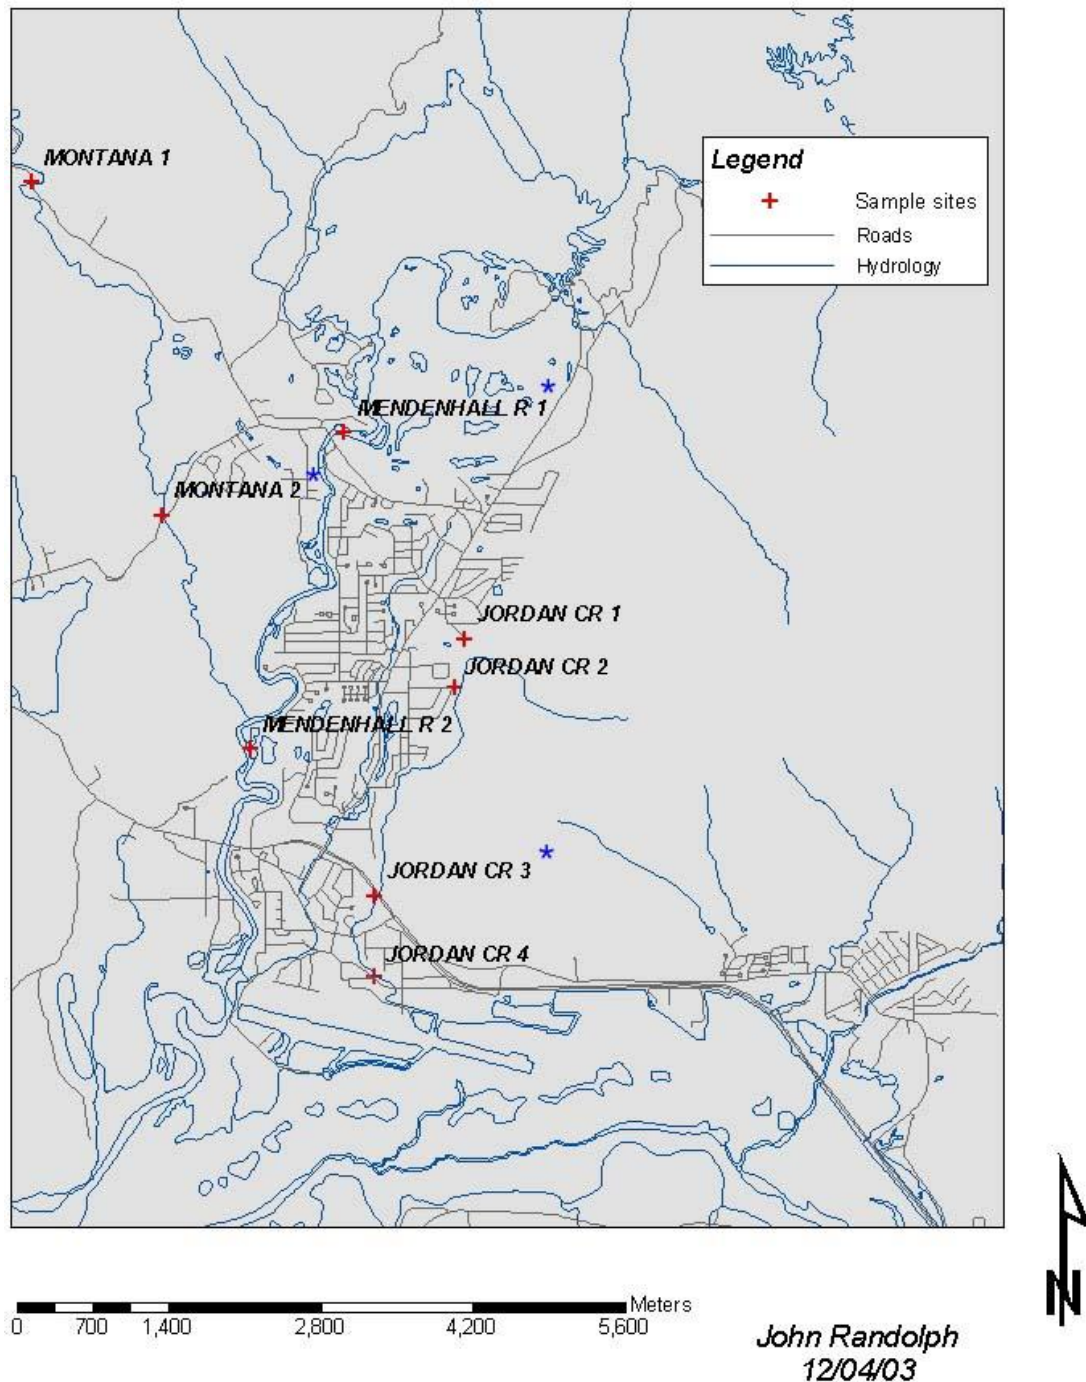 MONTANA 1
Legend
Sample sites
Roads
Hydrology
MENDENHALL R 1
MONTANA 2
JORDAN CR 1
JORDAN CR 2
MENDENHALL R 2
JORDAN CR 3
JORDAN CR 4
Meters
0 700 1,400 2,800 4,200 5,600
N
John Randolph
12/04/03